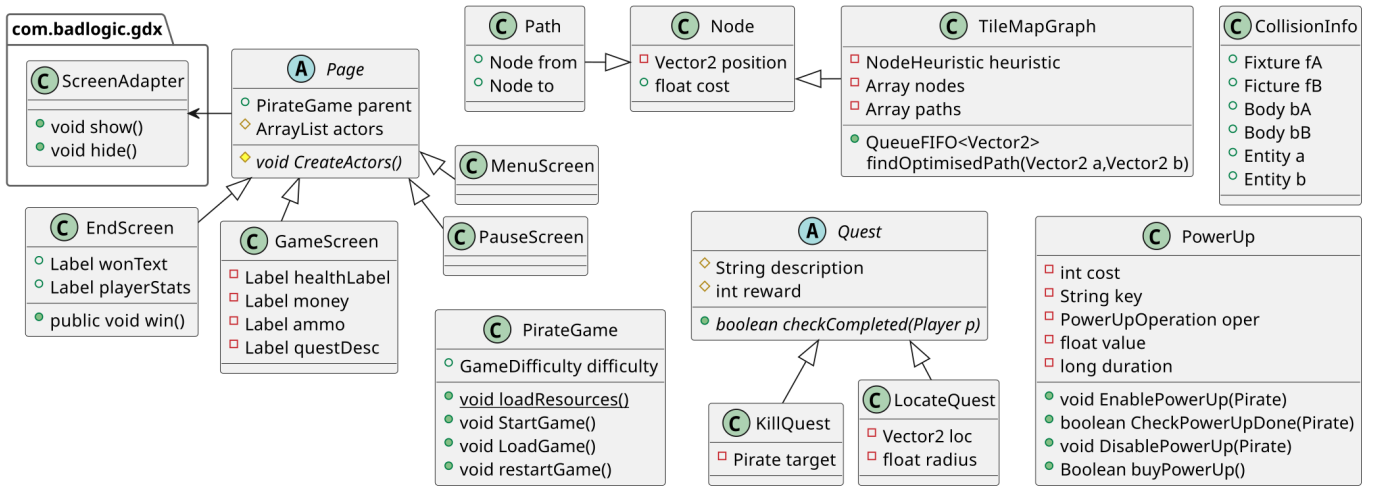 com.badlogic.gdx
C ScreenAdapter
void show()
void hide()
A Page
PirateGame parent
ArrayList actors
void CreateActors()
C Path
Node from
Node to
C Node
Vector2 position
float cost
C TileMapGraph
NodeHeuristic heuristic
Array nodes
Array paths
QueueFIFO<Vector2>
findOptimisedPath(Vector2 a,Vector2 b)
C CollisionInfo
Fixture fA
Ficture fB
Body bA
Body bB
Entity a
Entity b
C MenuScreen
C EndScreen
Label wonText
Label playerStats
public void win()
C GameScreen
Label healthLabel
Label money
Label ammo
Label questDesc
C PauseScreen
C PirateGame
GameDifficulty difficulty
void loadResources()
void StartGame()
void LoadGame()
void restartGame()
A Quest
String description
int reward
boolean checkCompleted(Player p)
C KillQuest
Pirate target
C LocateQuest
Vector2 loc
float radius
C PowerUp
int cost
String key
PowerUpOperation oper
float value
long duration
void EnablePowerUp(Pirate)
boolean CheckPowerUpDone(Pirate)
void DisablePowerUp(Pirate)
Boolean buyPowerUp()